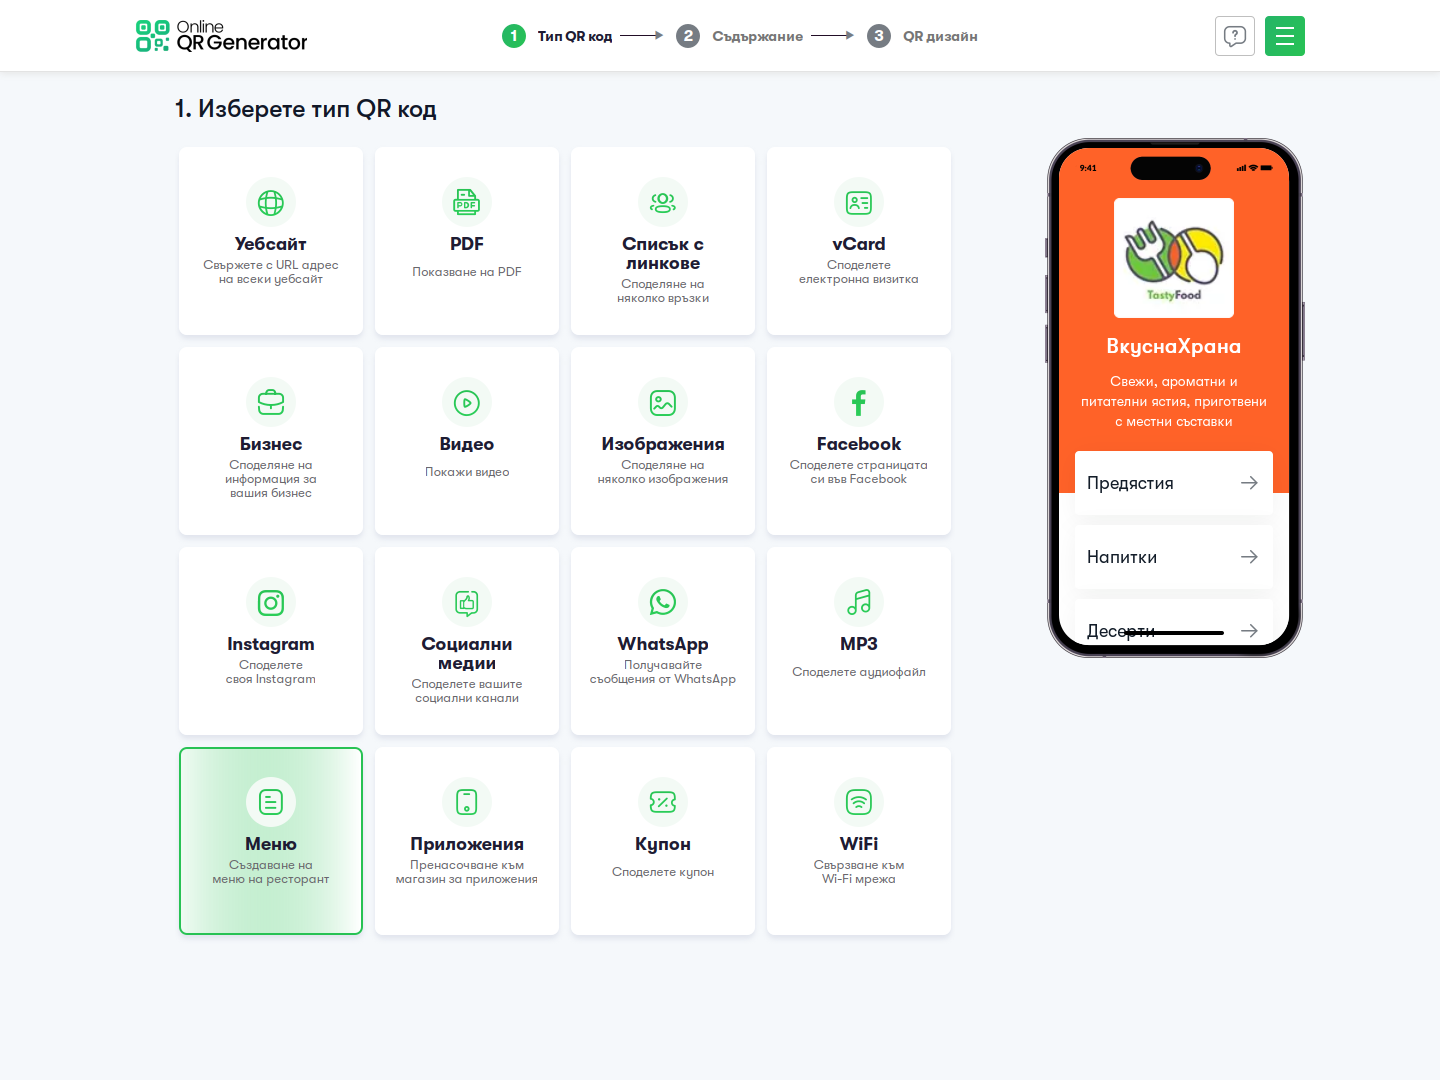 Online
QR Generator
1 Тип QR код 2 Съдържание 3 QR дизайн
1. Изберете тип QR код
Уебсайт
Свържете с URL адрес
на всеки уебсайт
PDF
PDF
Показване на PDF
Списък с
линкове
Споделяне на
няколко връзки
vCard
Споделете
електронна визитка
Бизнес
Споделяне на
информация за
вашия бизнес
Видео
Покажи видео
Изображения
Споделяне на
няколко изображения
Facebook
Споделете страницата
си във Facebook
Instagram
Споделете
своя Instagram
Социални
медии
Споделете вашите
социални канали
WhatsApp
Получавайте
съобщения от WhatsApp
MP3
Споделете аудиофайл
Меню
Създаване на
меню на ресторант
Приложения
Пренасочване към
магазин за приложения
Купон
Споделете купон
WiFi
Свързване към
Wi-Fi мрежа
9:41
TastyFood
ВкуснаХрана
Свежи, ароматни и
питателни ястия, приготвени
с местни съставки
Предястия
Напитки
Десерти